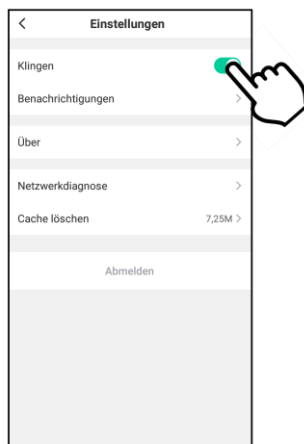 Einstellungen
Klingen
Benachrichtigungen
Über
Netzwerkdiagnose
Cache löschen 7,25M
Abmelden